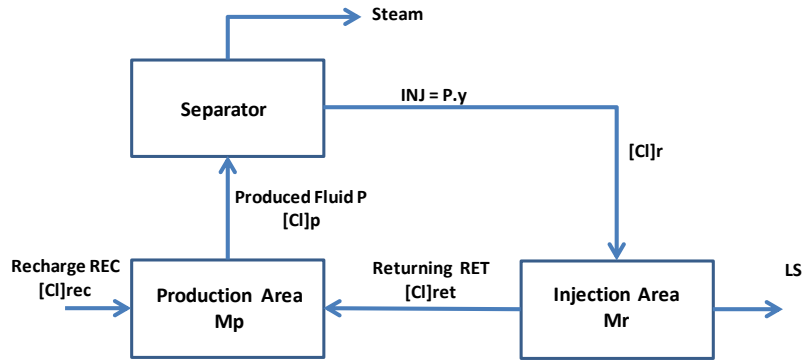 Steam
Separator
INJ = P.y
[Cl]r
Produced Fluid P
[Cl]p
Recharge REC
[Cl]rec
Production Area
Mp
Returning RET
[Cl]ret
Injection Area
Mr
LS